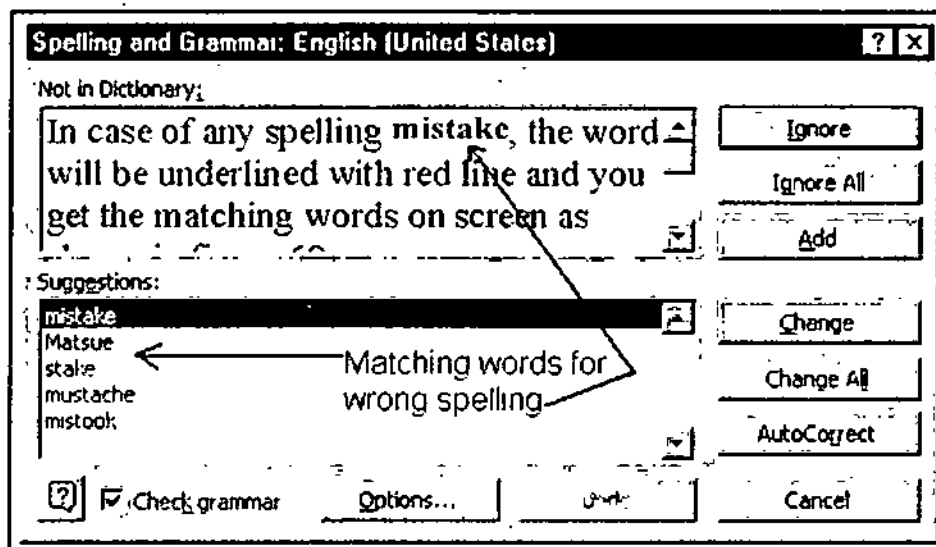 Spelling and Grammar: English (United States)
Not in Dictionary:
In case of any spelling mistake, the word
will be underlined with red line and you
get the matching words on screen as
Ignore
Ignore All
Add
Suggestions:
mistake
Matsue
stake
mustache
mistook
Matching words for
wrong spelling
Change
Change All
AutoCorrect
Check grammar
Options...
Undo
Cancel